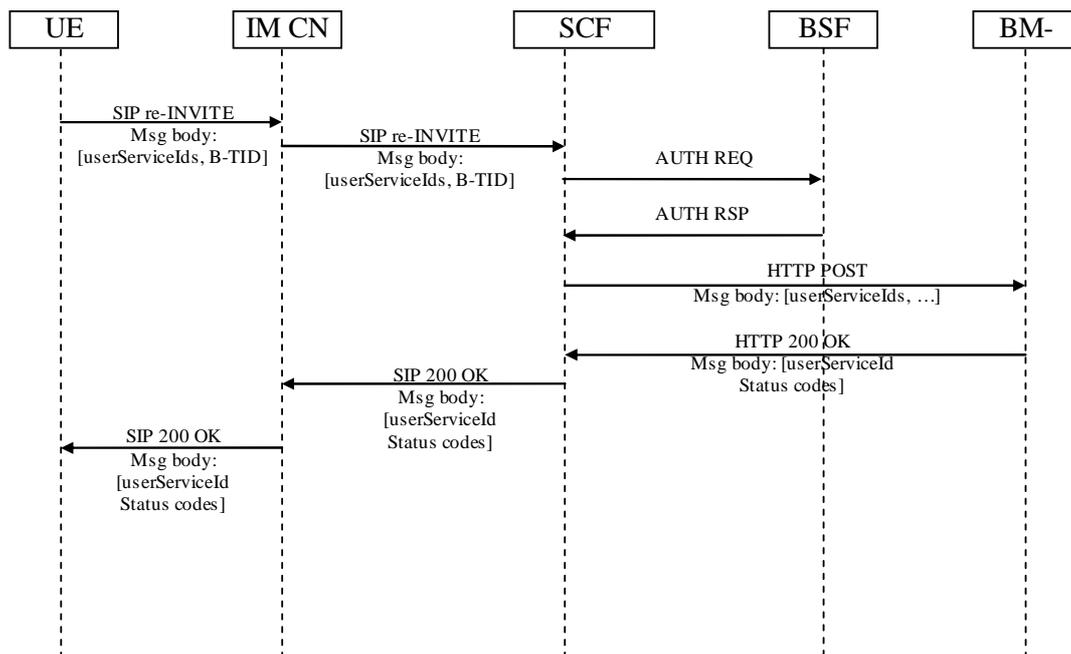 UE
IM CN
SCF
BSF
BM-
SIP re-INVITE
Msg body:
[userServiceIds, B-TID]
SIP re-INVITE
Msg body:
[userServiceIds, B-TID]
AUTH REQ
AUTH RSP
HTTP POST
Msg body: [userServiceIds, …]
HTTP 200 OK
Msg body: [userServiceId
Status codes]
SIP 200 OK
Msg body:
[userServiceId
Status codes]
SIP 200 OK
Msg body:
[userServiceId
Status codes]